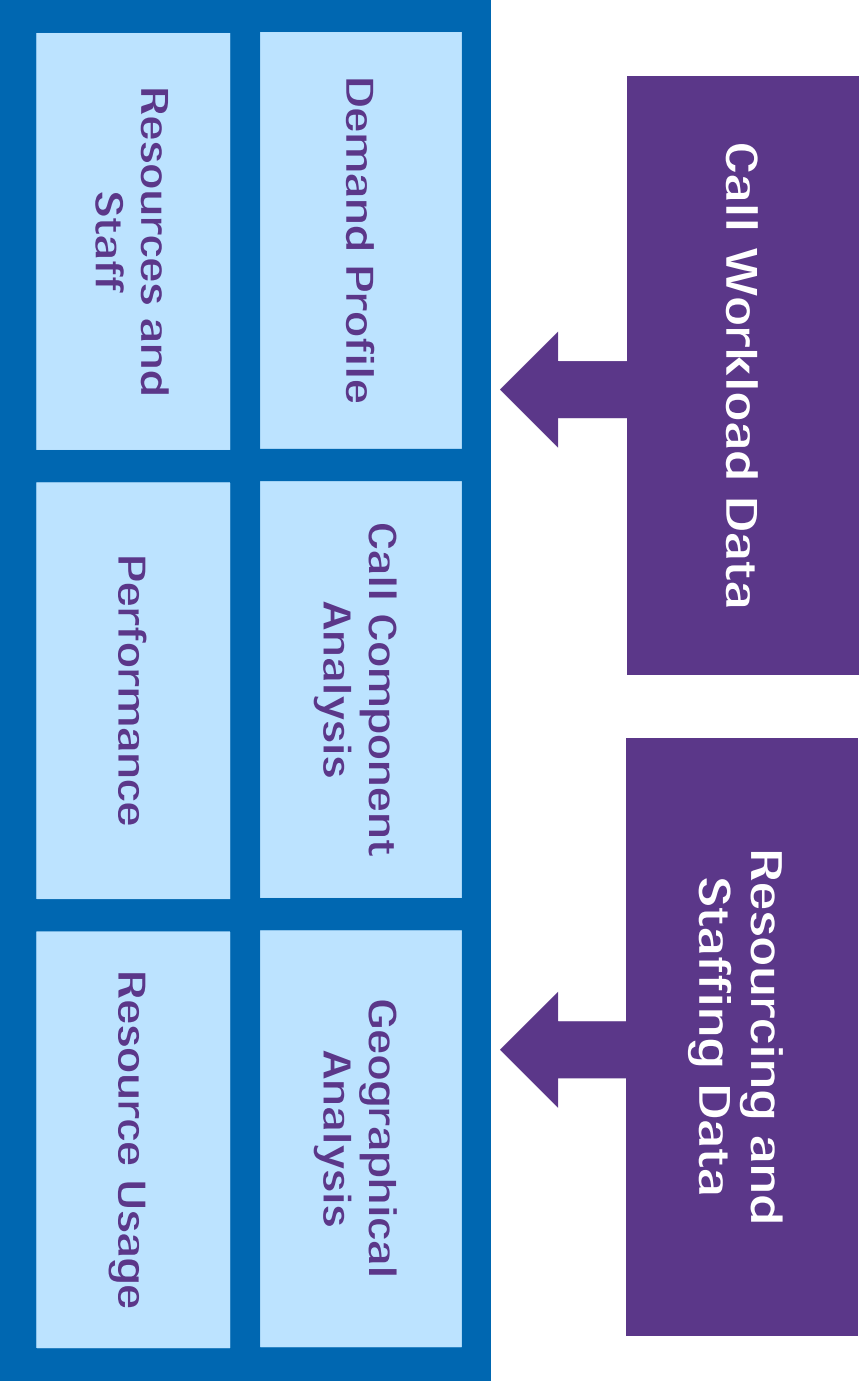 Call Workload Data
Resourcing and
Staffing Data
Demand Profile
Call Component
Analysis
Geographical
Analysis
Resources and
Staff
Performance
Resource Usage